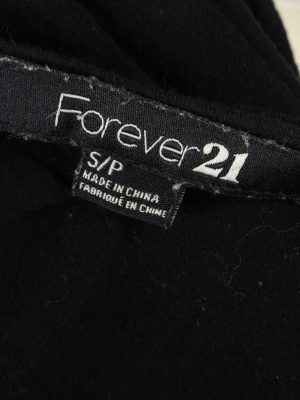 Forever21
S/P
MADE IN CHINA
FABRIQUÉ EN CHINE